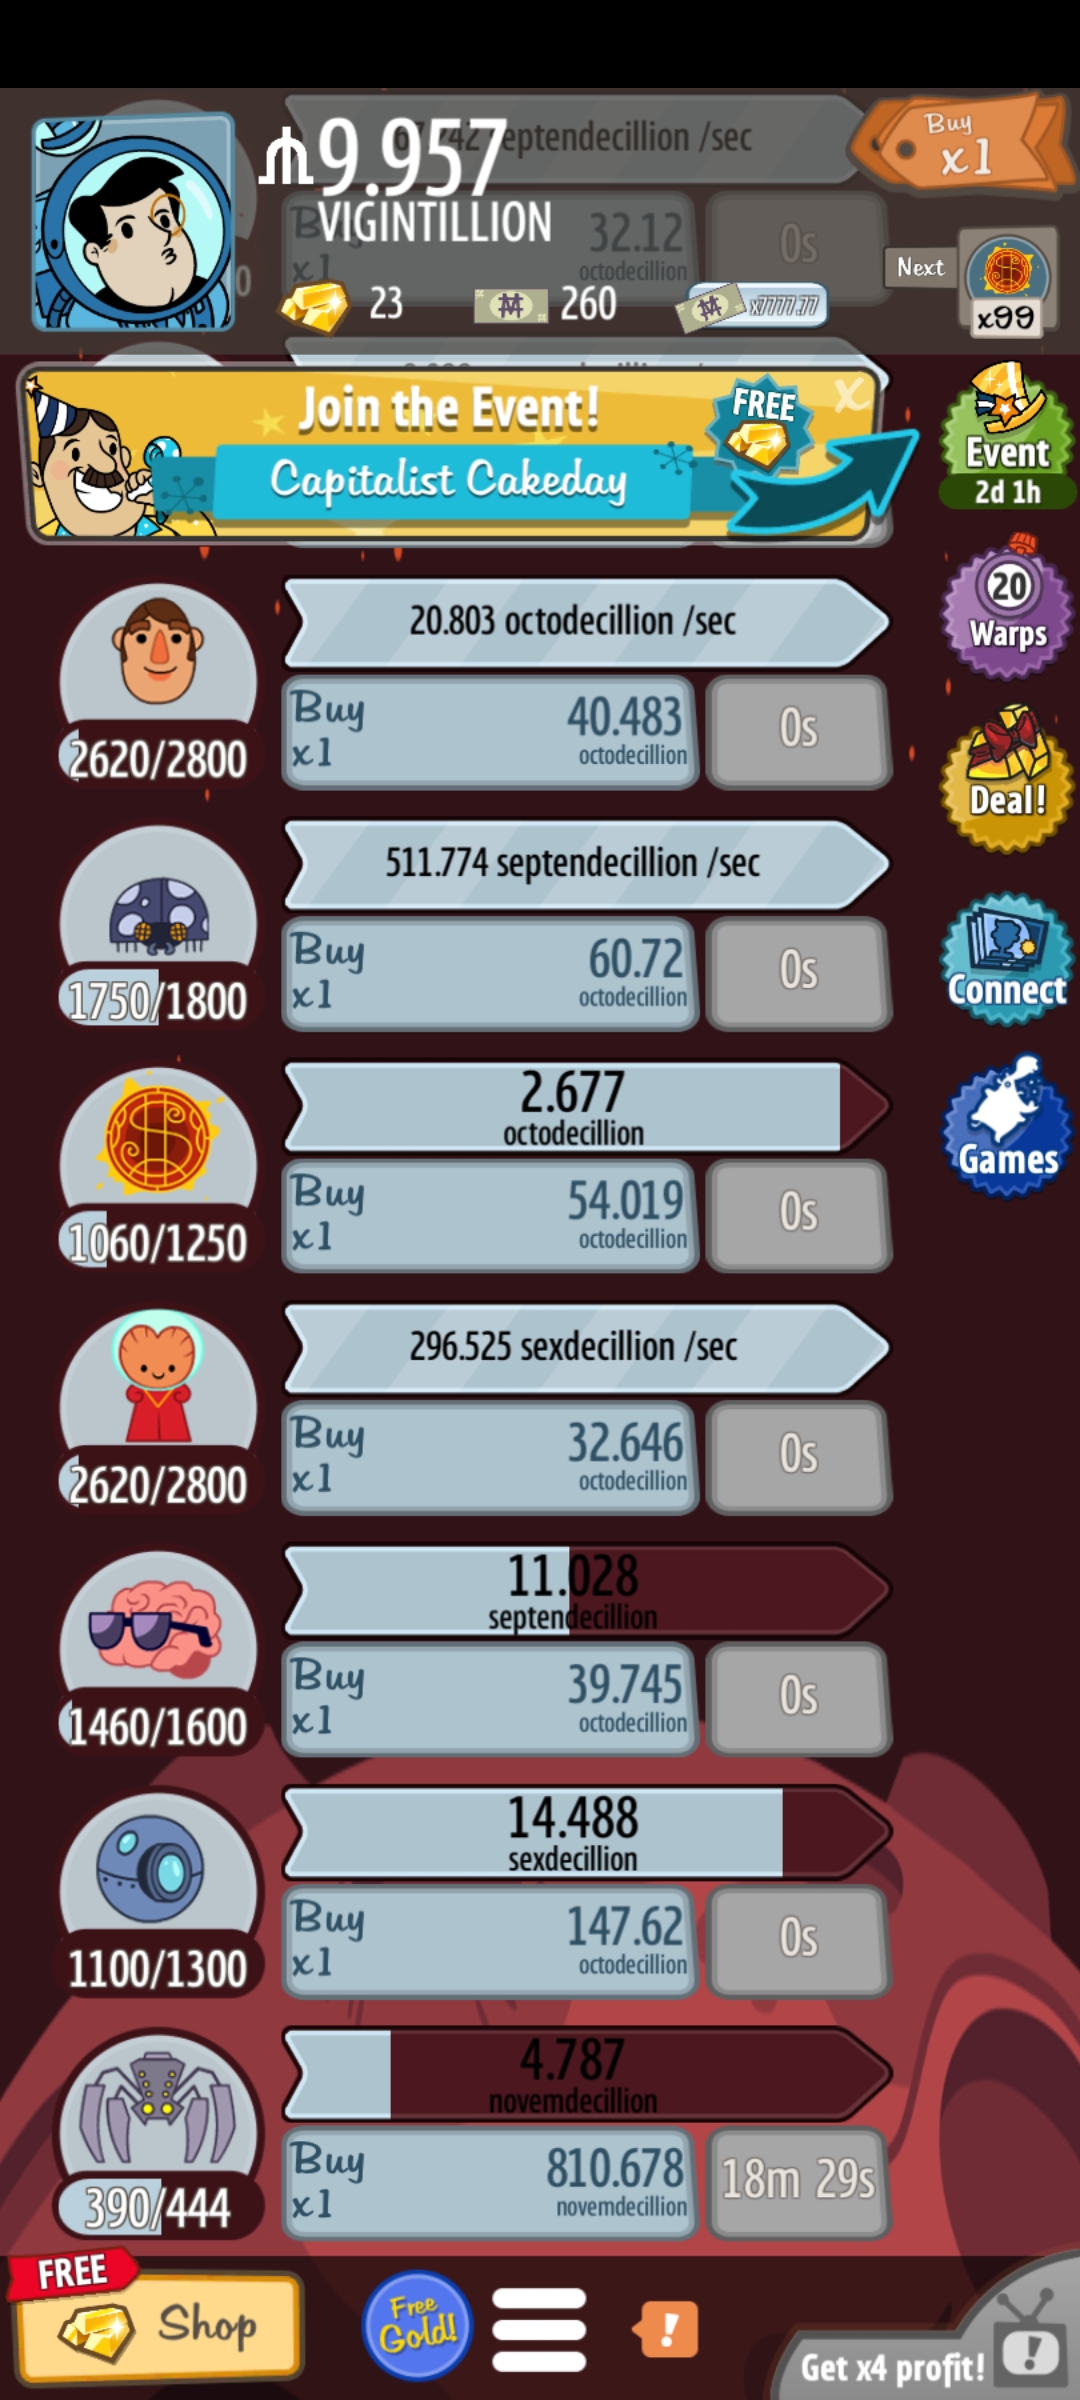 septendecillion /sec
9.957
VIGINTILLION
Buy
x1
32.12
octodecillion
0s
Buy
x1
23
260
x7777.77
Next
x99
Join the Event!
Capitalist Cakeday
FREE
X
Event
2d 1h
20.803 octodecillion /sec
Buy
x1
40.483
octodecillion
0s
2620/2800
20
Warps
Deal!
511.774 septendecillion /sec
Buy
x1
60.72
octodecillion
0s
1750/1800
Connect
2.677
octodecillion
Buy
x1
54.019
octodecillion
0s
1060/1250
Games
296.525 sexdecillion /sec
Buy
x1
32.646
octodecillion
0s
2620/2800
11.028
septendecillion
Buy
x1
39.745
octodecillion
0s
1460/1600
14.488
sexdecillion
Buy
x1
147.62
octodecillion
0s
1100/1300
4.787
novemdecillion
Buy
x1
810.678
novemdecillion
18m 29s
390/444
FREE
Shop
Free
Gold!
!
Get x4 profit!
!